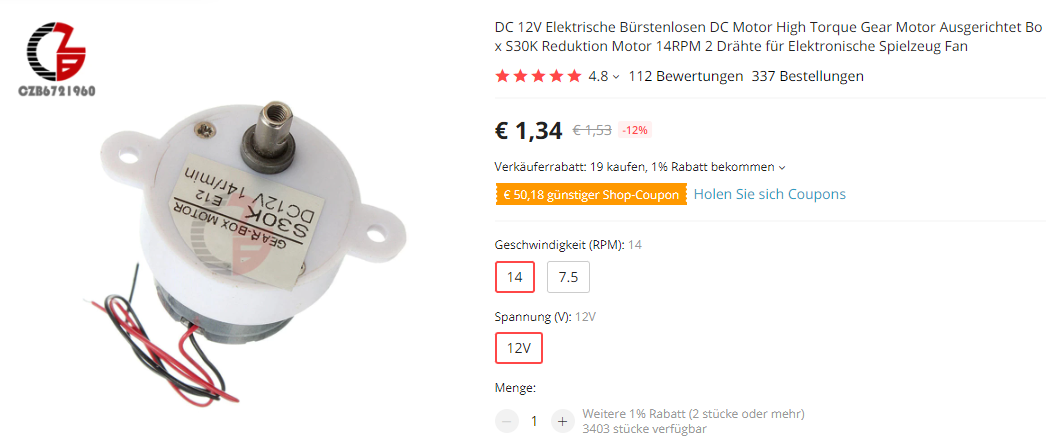 CZB6721960
GEAR-BOX MOTOR
S30K
E12
DC12V 14r/min
DC 12V Elektrische Bürstenlosen DC Motor High Torque Gear Motor Ausgerichtet Bo
x S30K Reduktion Motor 14RPM 2 Drähte für Elektronische Spielzeug Fan
4.8 112 Bewertungen 337 Bestellungen
€ 1,34 € 1,53 -12%
Verkäuferrabatt: 19 kaufen, 1% Rabatt bekommen
€ 50,18 günstiger Shop-Coupon Holen Sie sich Coupons
Geschwindigkeit (RPM): 14
14 7.5
Spannung (V): 12V
12V
Menge:
− 1 + Weitere 1% Rabatt (2 stücke oder mehr)
3403 stücke verfügbar